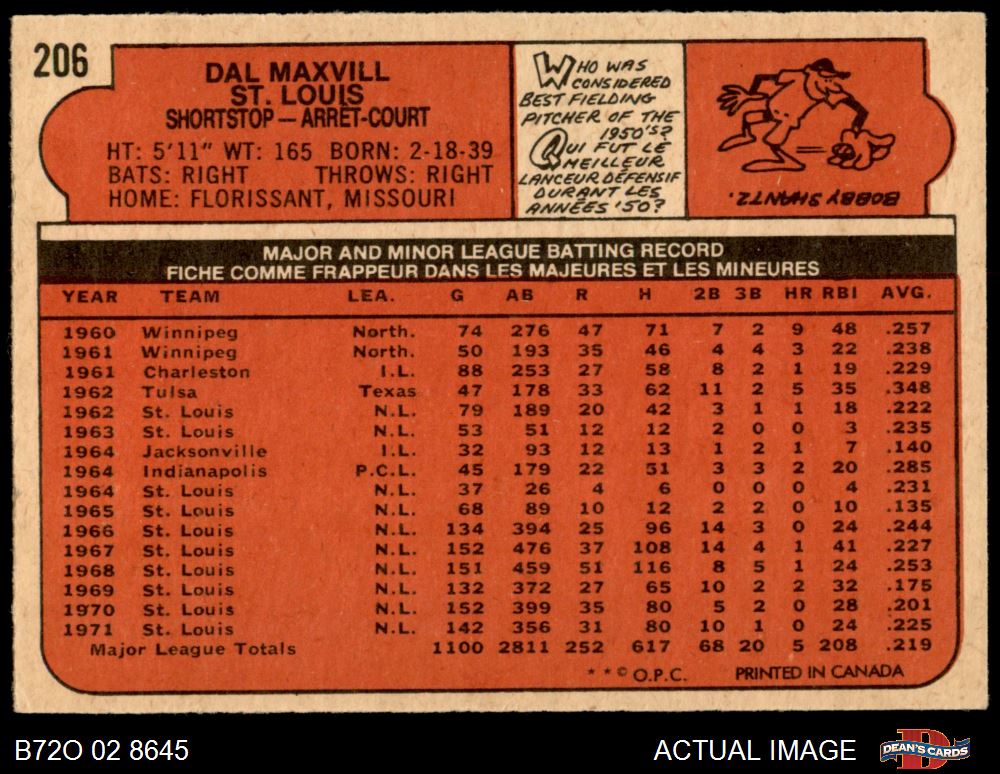 206
DAL MAXVILL
ST. LOUIS
SHORTSTOP — ARRÊT-COURT
HT: 5'11" WT: 165 BORN: 2-18-39
BATS: RIGHT THROWS: RIGHT
HOME: FLORISSANT, MISSOURI
WHO WAS
CONSIDERED
BEST FIELDING
PITCHER OF THE
1950'S?
QUI FUT LE
MEILLEUR
LANCEUR DÉFENSIF
DURANT LES
ANNÉES '50?
BOBBY SHANTZ.
MAJOR AND MINOR LEAGUE BATTING RECORD
FICHE COMME FRAPPEUR DANS LES MAJEURES ET LES MINEURES
YEAR TEAM LEA. G AB R H 2B 3B HR RBI AVG.
1960 Winnipeg North. 74 276 47 71 7 2 9 48 .257
1961 Winnipeg North. 50 193 35 46 4 4 3 22 .238
1961 Charleston I.L. 88 253 27 58 8 2 1 19 .229
1962 Tulsa Texas 47 178 33 62 11 2 5 35 .348
1962 St. Louis N.L. 79 189 20 42 3 1 1 18 .222
1963 St. Louis N.L. 53 51 12 12 2 0 0 3 .235
1964 Jacksonville I.L. 32 93 12 13 1 2 1 7 .140
1964 Indianapolis P.C.L. 45 179 22 51 3 3 2 20 .285
1964 St. Louis N.L. 37 26 4 6 0 0 0 4 .231
1965 St. Louis N.L. 68 89 10 12 2 2 0 10 .135
1966 St. Louis N.L. 134 394 25 96 14 3 0 24 .244
1967 St. Louis N.L. 152 476 37 108 14 4 1 41 .227
1968 St. Louis N.L. 151 459 51 116 8 5 1 24 .253
1969 St. Louis N.L. 132 372 27 65 10 2 2 32 .175
1970 St. Louis N.L. 152 399 35 80 5 2 0 28 .201
1971 St. Louis N.L. 142 356 31 80 10 1 0 24 .225
Major League Totals 1100 2811 252 617 68 20 5 208 .219
* * © O.P.C. PRINTED IN CANADA
B72O 02 8645 ACTUAL IMAGE DEAN'S CARDS